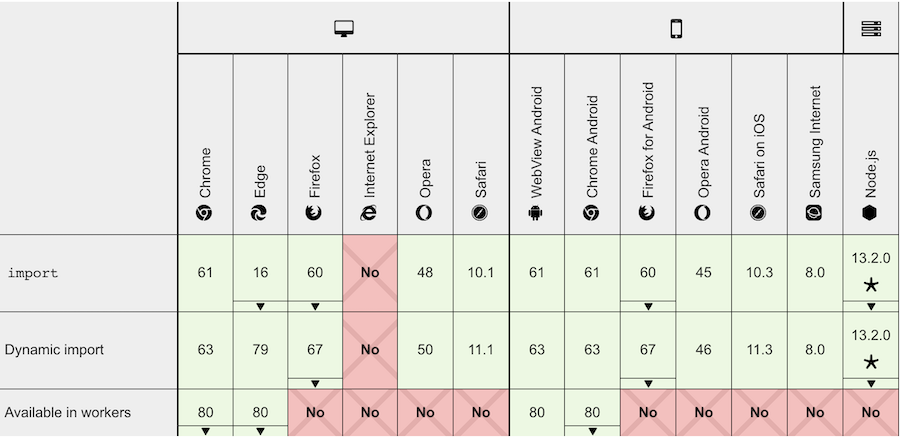 Chrome
Edge
Firefox
Internet Explorer
Opera
Safari
WebView Android
Chrome Android
Firefox for Android
Opera Android
Safari on iOS
Samsung Internet
Node.js
import 61 16 60 No 48 10.1 61 61 60 45 10.3 8.0 13.2.0 *
Dynamic import 63 79 67 No 50 11.1 63 63 67 46 11.3 8.0 13.2.0 *
Available in workers 80 80 No No No No 80 80 No No No No No